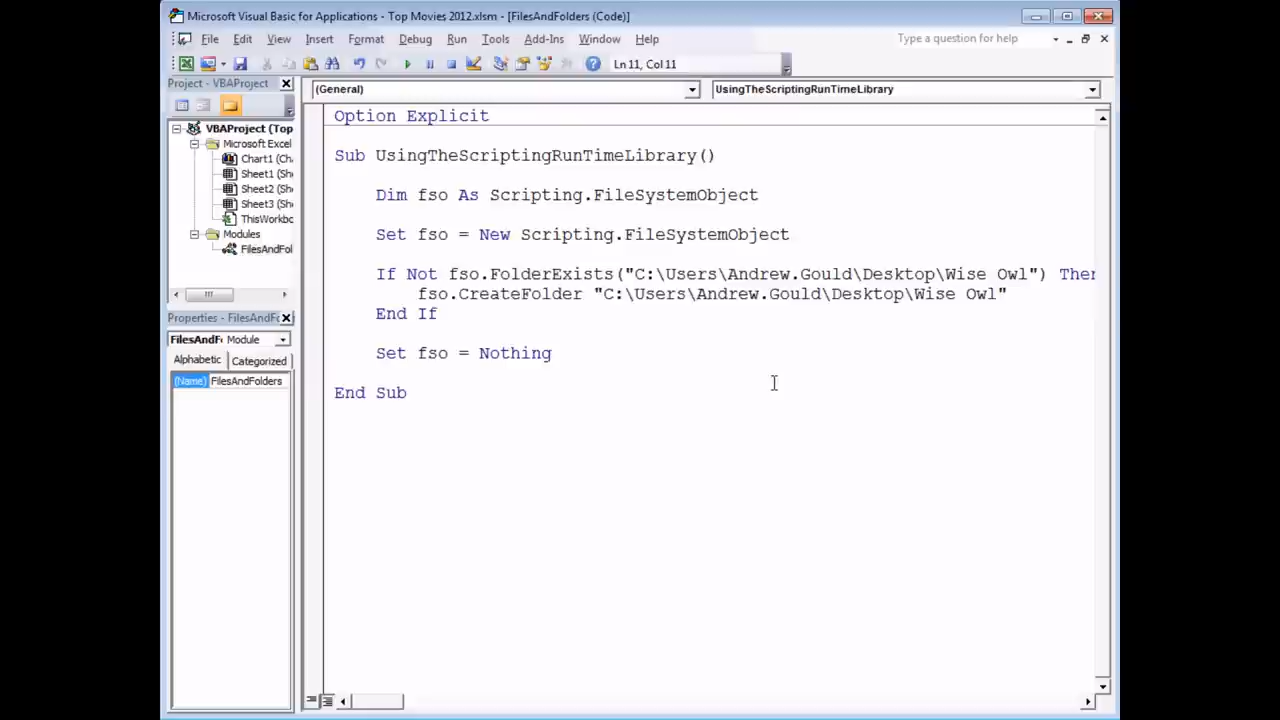 Microsoft Visual Basic for Applications - Top Movies 2012.xlsm - [FilesAndFolders (Code)]
File Edit View Insert Format Debug Run Tools Add-Ins Window Help Type a question for help
Ln 11, Col 11
Project - VBAProject
(General) UsingTheScriptingRunTimeLibrary
VBAProject (Top
Microsoft Excel
Chart1 (Ch
Sheet1 (Sh
Sheet2 (Sh
Sheet3 (Sh
ThisWorkbo
Modules
FilesAndFol
Properties - FilesAndFo
FilesAndF Module
Alphabetic Categorized
(Name) FilesAndFolders
Option Explicit
Sub UsingTheScriptingRunTimeLibrary()
Dim fso As Scripting.FileSystemObject
Set fso = New Scripting.FileSystemObject
If Not fso.FolderExists("C:\Users\Andrew.Gould\Desktop\Wise Owl") Then
fso.CreateFolder "C:\Users\Andrew.Gould\Desktop\Wise Owl"
End If
Set fso = Nothing
End Sub